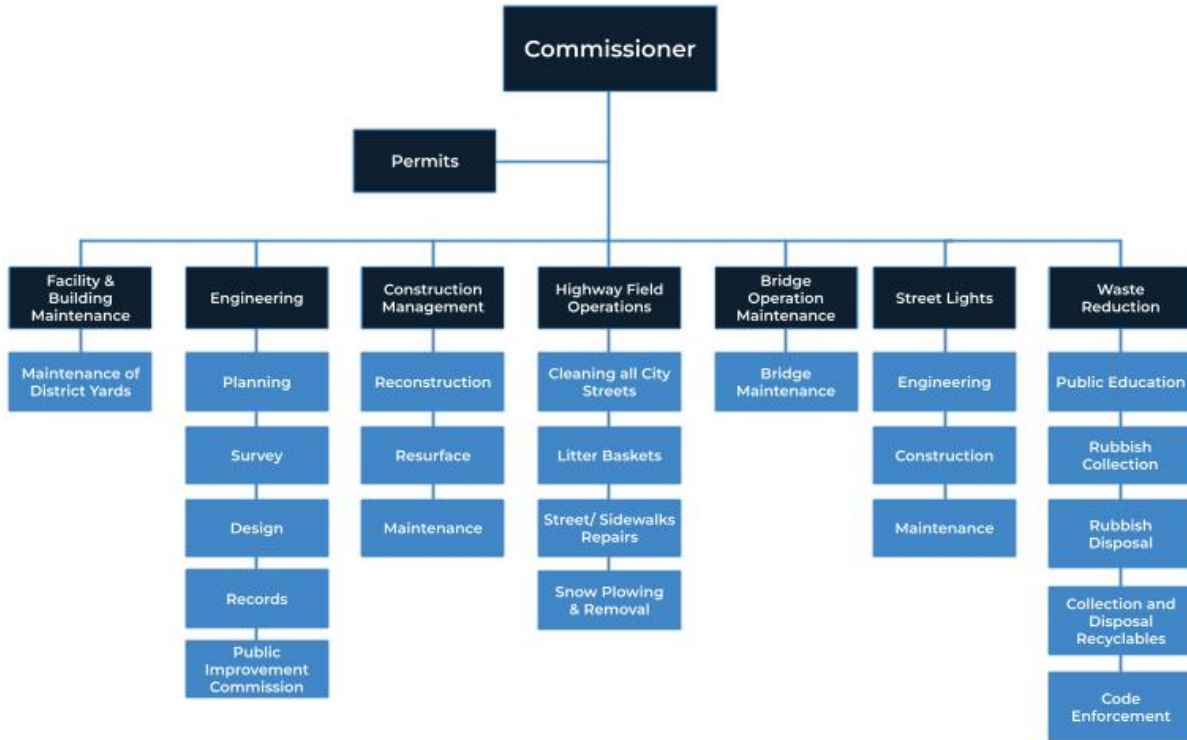 Commissioner
Permits
Facility &
Building
Maintenance
Engineering
Construction
Management
Highway Field
Operations
Bridge
Operation
Maintenance
Street Lights
Waste
Reduction
Maintenance of
District Yards
Planning
Survey
Design
Records
Public
Improvement
Commission
Reconstruction
Resurface
Maintenance
Cleaning all City
Streets
Litter Baskets
Street/ Sidewalks
Repairs
Snow Plowing
& Removal
Bridge
Maintenance
Engineering
Construction
Maintenance
Public Education
Rubbish
Collection
Rubbish
Disposal
Collection and
Disposal
Recyclables
Code
Enforcement